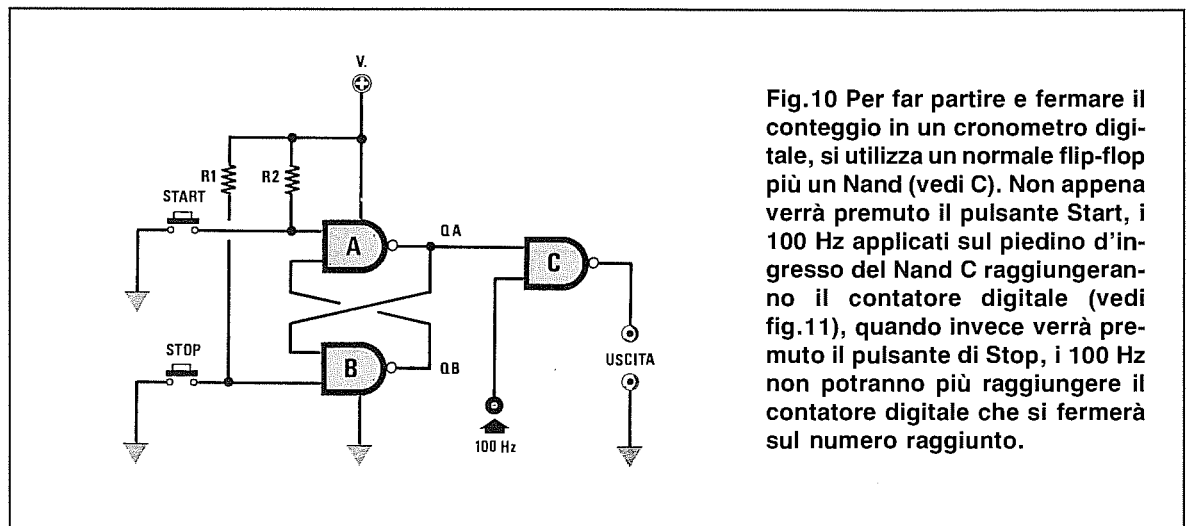 V.
R1
R2
START
A
QA
C
STOP
B
QB
USCITA
100 Hz
Fig.10 Per far partire e fermare il
conteggio in un cronometro digi-
tale, si utilizza un normale flip-flop
più un Nand (vedi C). Non appena
verrà premuto il pulsante Start, i
100 Hz applicati sul piedino d'in-
gresso del Nand C raggiungeran-
no il contatore digitale (vedi
fig.11), quando invece verrà pre-
muto il pulsante di Stop, i 100 Hz
non potranno più raggiungere il
contatore digitale che si fermerà
sul numero raggiunto.